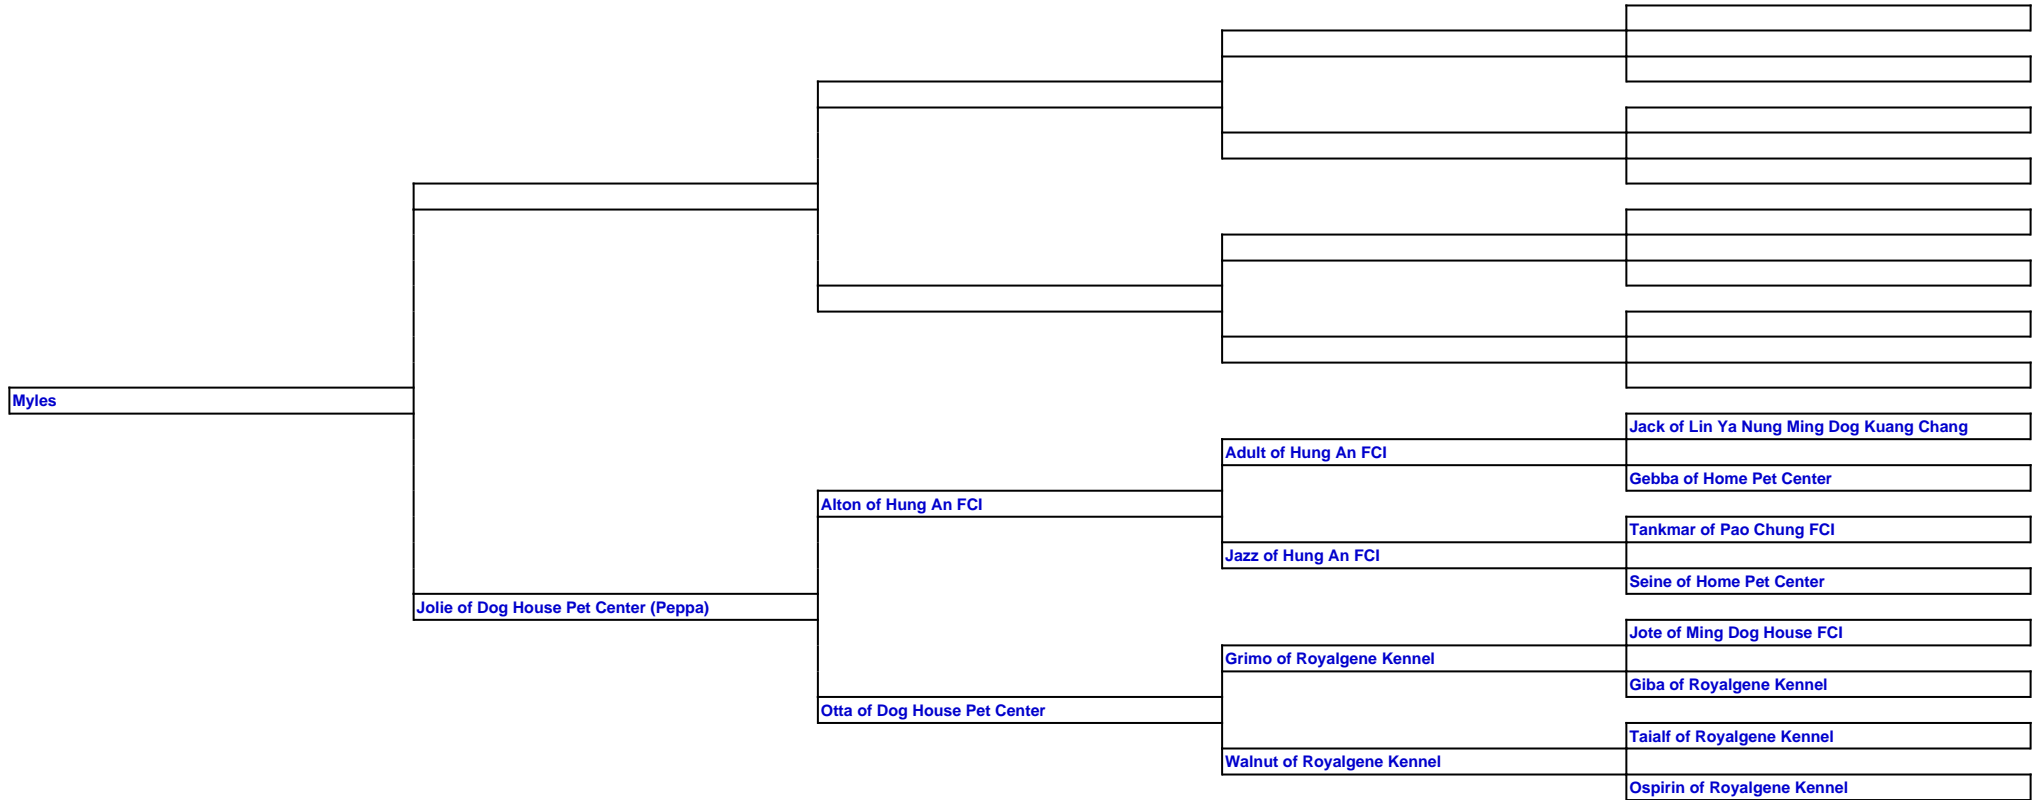 Myles
Jolie of Dog House Pet Center (Peppa)
Alton of Hung An FCI
Otta of Dog House Pet Center
Adult of Hung An FCI
Jazz of Hung An FCI
Grimo of Royalgene Kennel
Walnut of Royalgene Kennel
Jack of Lin Ya Nung Ming Dog Kuang Chang
Gebba of Home Pet Center
Tankmar of Pao Chung FCI
Seine of Home Pet Center
Jote of Ming Dog House FCI
Giba of Royalgene Kennel
Taialf of Royalgene Kennel
Ospirin of Royalgene Kennel